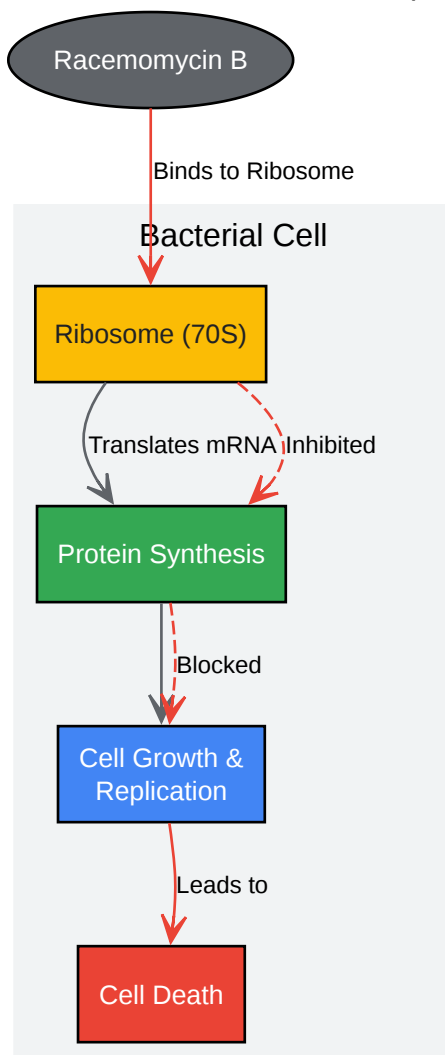 Racemomycin B
Binds to Ribosome
Bacterial Cell
Ribosome (70S)
Translates mRNA
Inhibited
Protein Synthesis
Blocked
Cell Growth &
Replication
Leads to
Cell Death